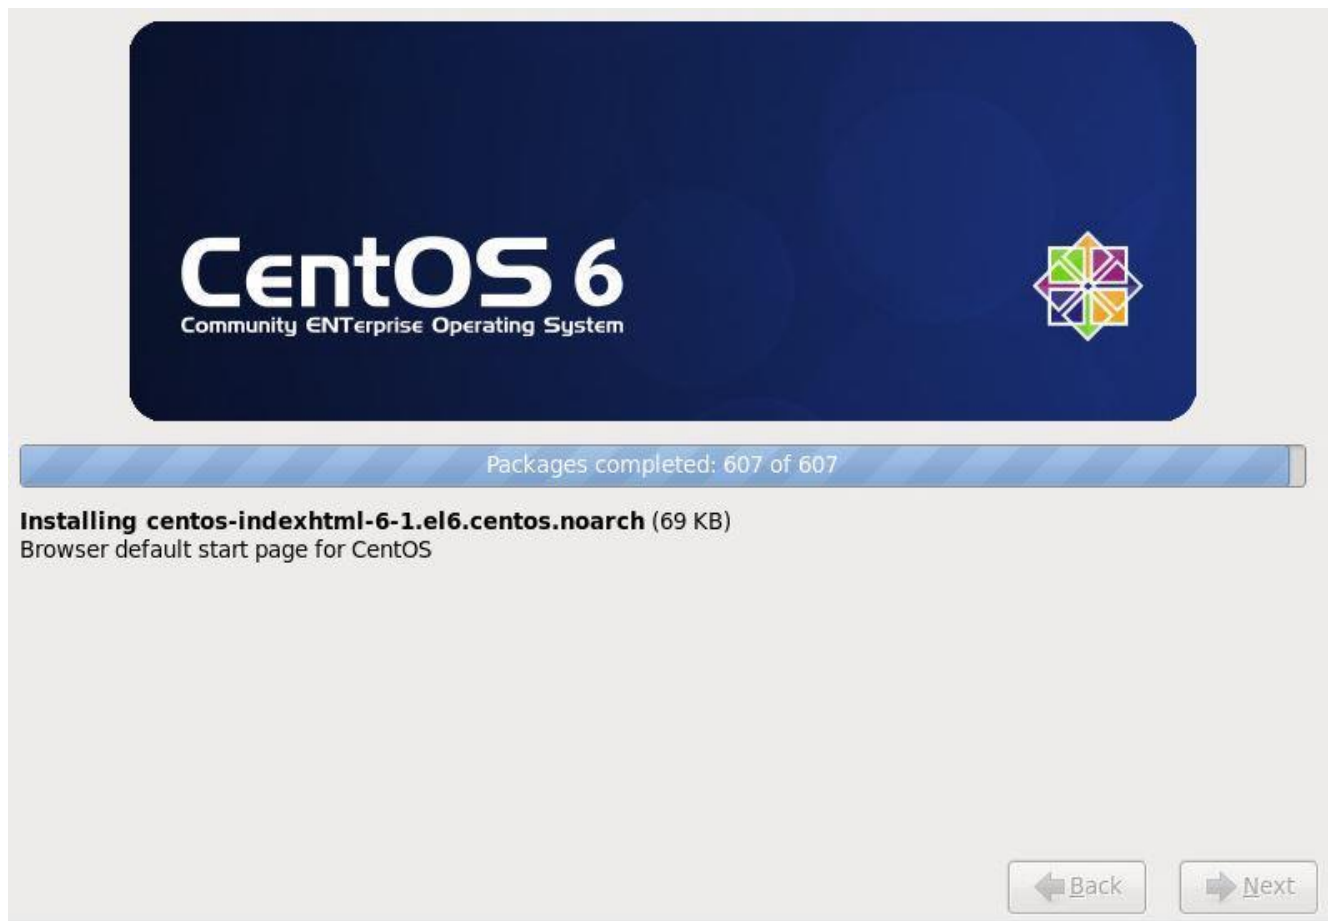 CentOS 6
Community ENTerprise Operating System
Packages completed: 607 of 607
Installing centos-indexhtml-6-1.el6.centos.noarch (69 KB)
Browser default start page for CentOS
Back
Next